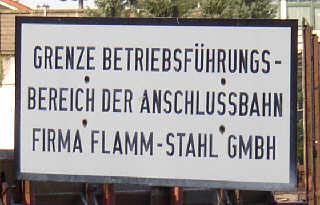 GRENZE BETRIEBSFÜHRUNGS-
BEREICH DER ANSCHLUSSBAHN
FIRMA FLAMM-STAHL GMBH